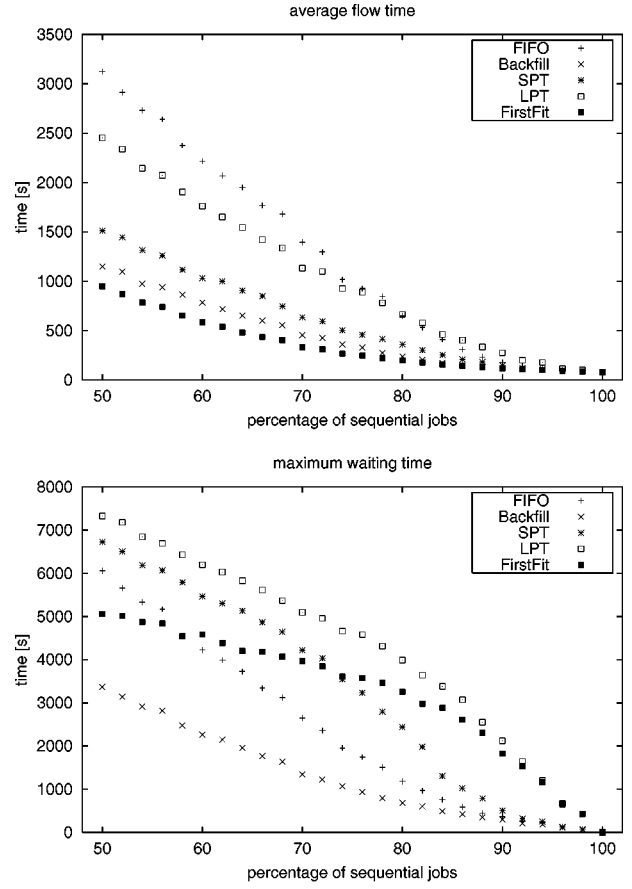 average flow time
3500
3000
2500
2000
1500
1000
500
0
time [s]
FIFO
Backfill
SPT
LPT
FirstFit
50 60 70 80 90 100
percentage of sequential jobs
maximum waiting time
8000
7000
6000
5000
4000
3000
2000
1000
0
time [s]
FIFO
Backfill
SPT
LPT
FirstFit
50 60 70 80 90 100
percentage of sequential jobs